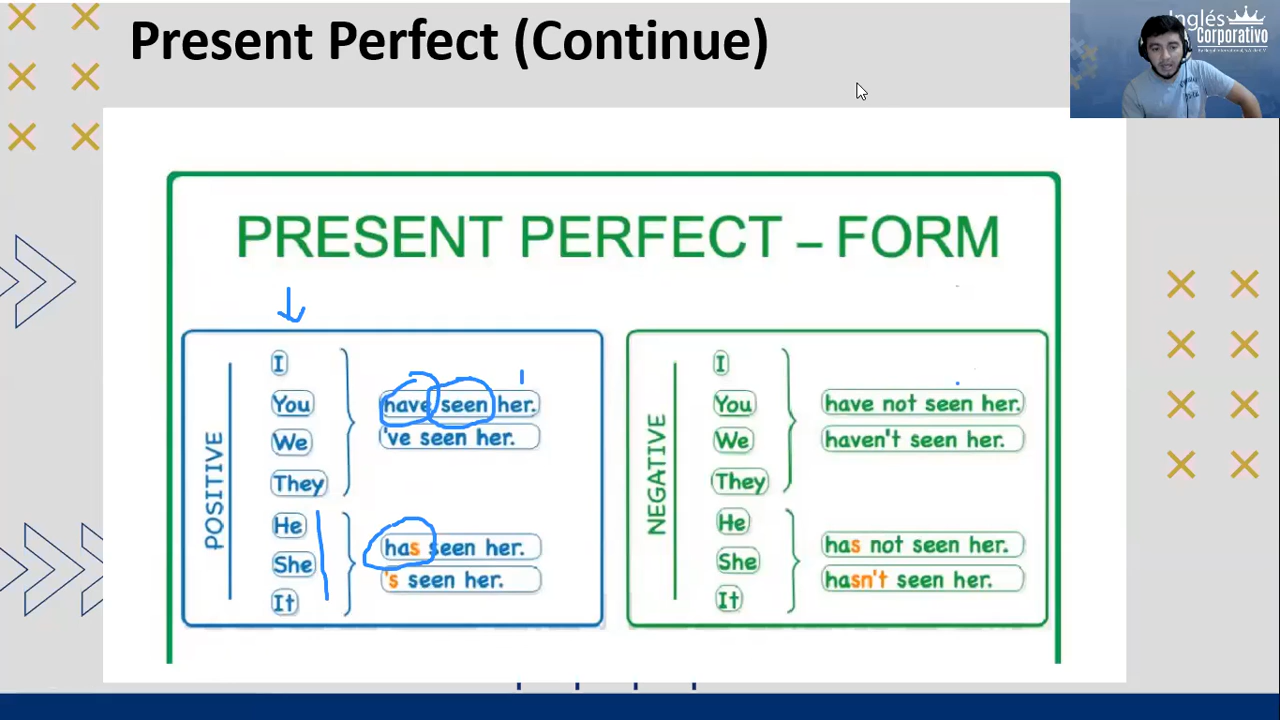 Present Perfect (Continue)
Inglés
Corporativo
PRESENT PERFECT – FORM
POSITIVE
I
You
We
They
have seen her.
've seen her.
He
She
It
has seen her.
's seen her.
NEGATIVE
I
You
We
They
have not seen her.
haven't seen her.
He
She
It
has not seen her.
hasn't seen her.